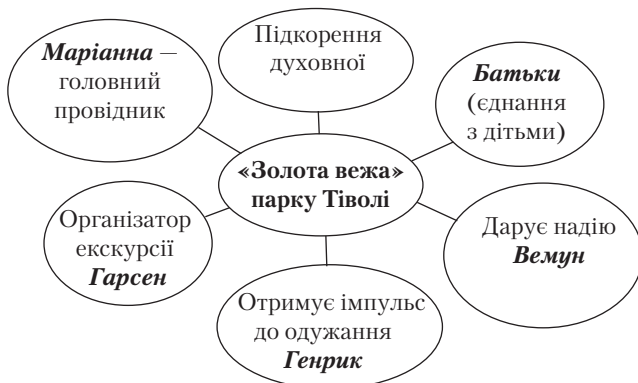 Маріанна —
головний
провідник
Підкорення
духовної
Батьки
(єднання
з дітьми)
«Золота вежа»
парку Тіволі
Організатор
екскурсії
Гарсен
Дарує надію
Вемун
Отримує імпульс
до одужання
Генрик